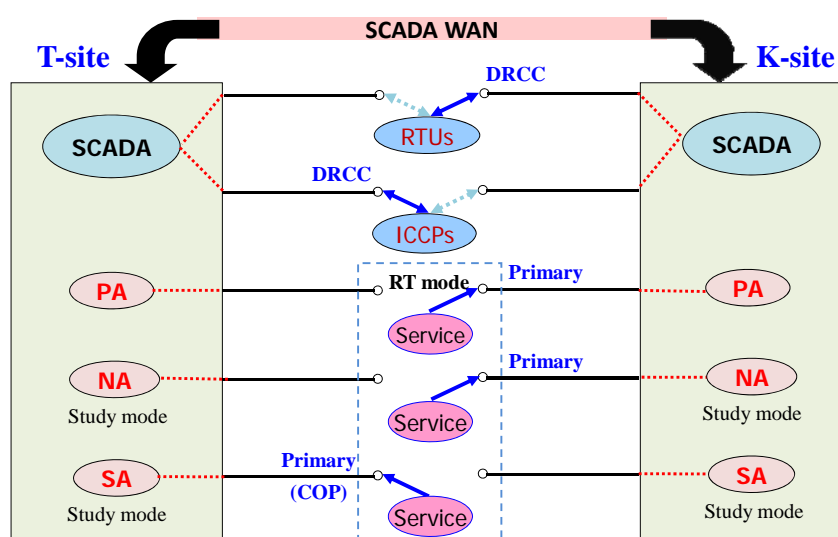 SCADA WAN
T-site
K-site
DRCC
SCADA
RTUs
SCADA
DRCC
ICCPs
RT mode
Primary
PA
PA
Service
Primary
NA
NA
Study mode
Service
Study mode
Primary
SA
(COP)
SA
Study mode
Service
Study mode